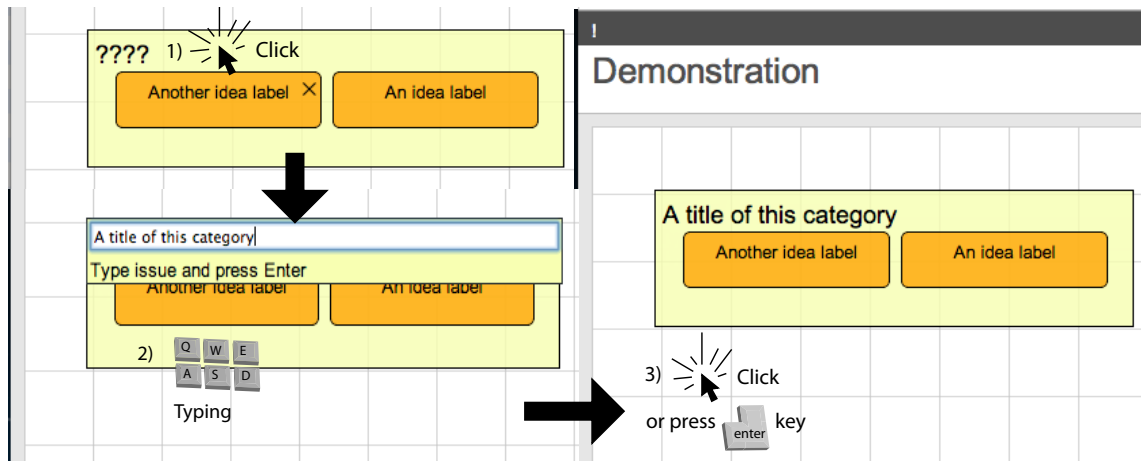 ???? 1) Click
Another idea label
An idea label
A title of this category
Type issue and press Enter
Another idea label
An idea label
2) Q W E
A S D
Typing
!
Demonstration
A title of this category
Another idea label
An idea label
3) Click
or press enter key